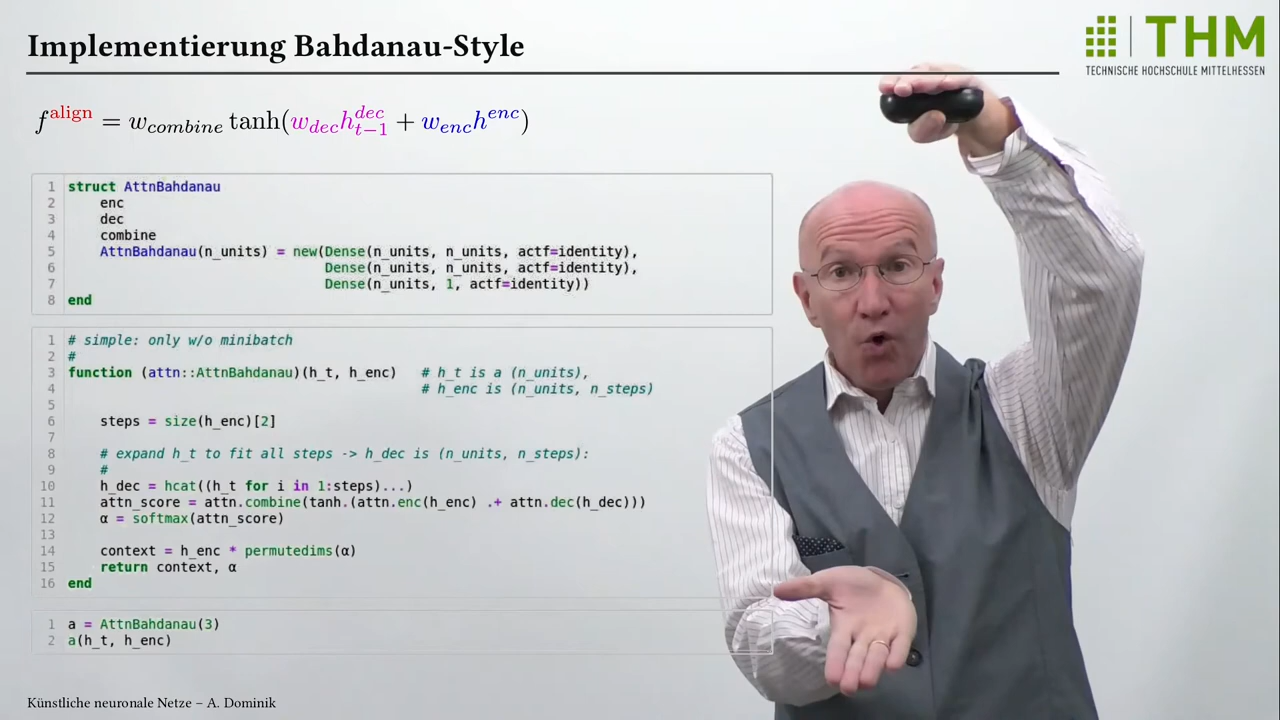 Implementierung Bahdanau-Style
THM
TECHNISCHE HOCHSCHULE MITTELHESSEN
f^align = w_combine tanh(w_dec h_{t−1}^{dec} + w_enc h^{enc})
1 struct AttnBahdanau
2     enc
3     dec
4     combine
5     AttnBahdanau(n_units) = new(Dense(n_units, n_units, actf=identity),
6                                 Dense(n_units, n_units, actf=identity),
7                                 Dense(n_units, 1, actf=identity))
8 end
1 # simple: only w/o minibatch
2 #
3 function (attn::AttnBahdanau)(h_t, h_enc)   # h_t is a (n_units),
4                                             # h_enc is (n_units, n_steps)
5
6     steps = size(h_enc)[2]
7
8     # expand h_t to fit all steps -> h_dec is (n_units, n_steps):
9     #
10     h_dec = hcat((h_t for i in 1:steps)...)
11     attn_score = attn.combine(tanh.(attn.enc(h_enc) .+ attn.dec(h_dec)))
12     α = softmax(attn_score)
13
14     context = h_enc * permutedims(α)
15     return context, α
16 end
1 a = AttnBahdanau(3)
2 a(h_t, h_enc)
Künstliche neuronale Netze – A. Dominik